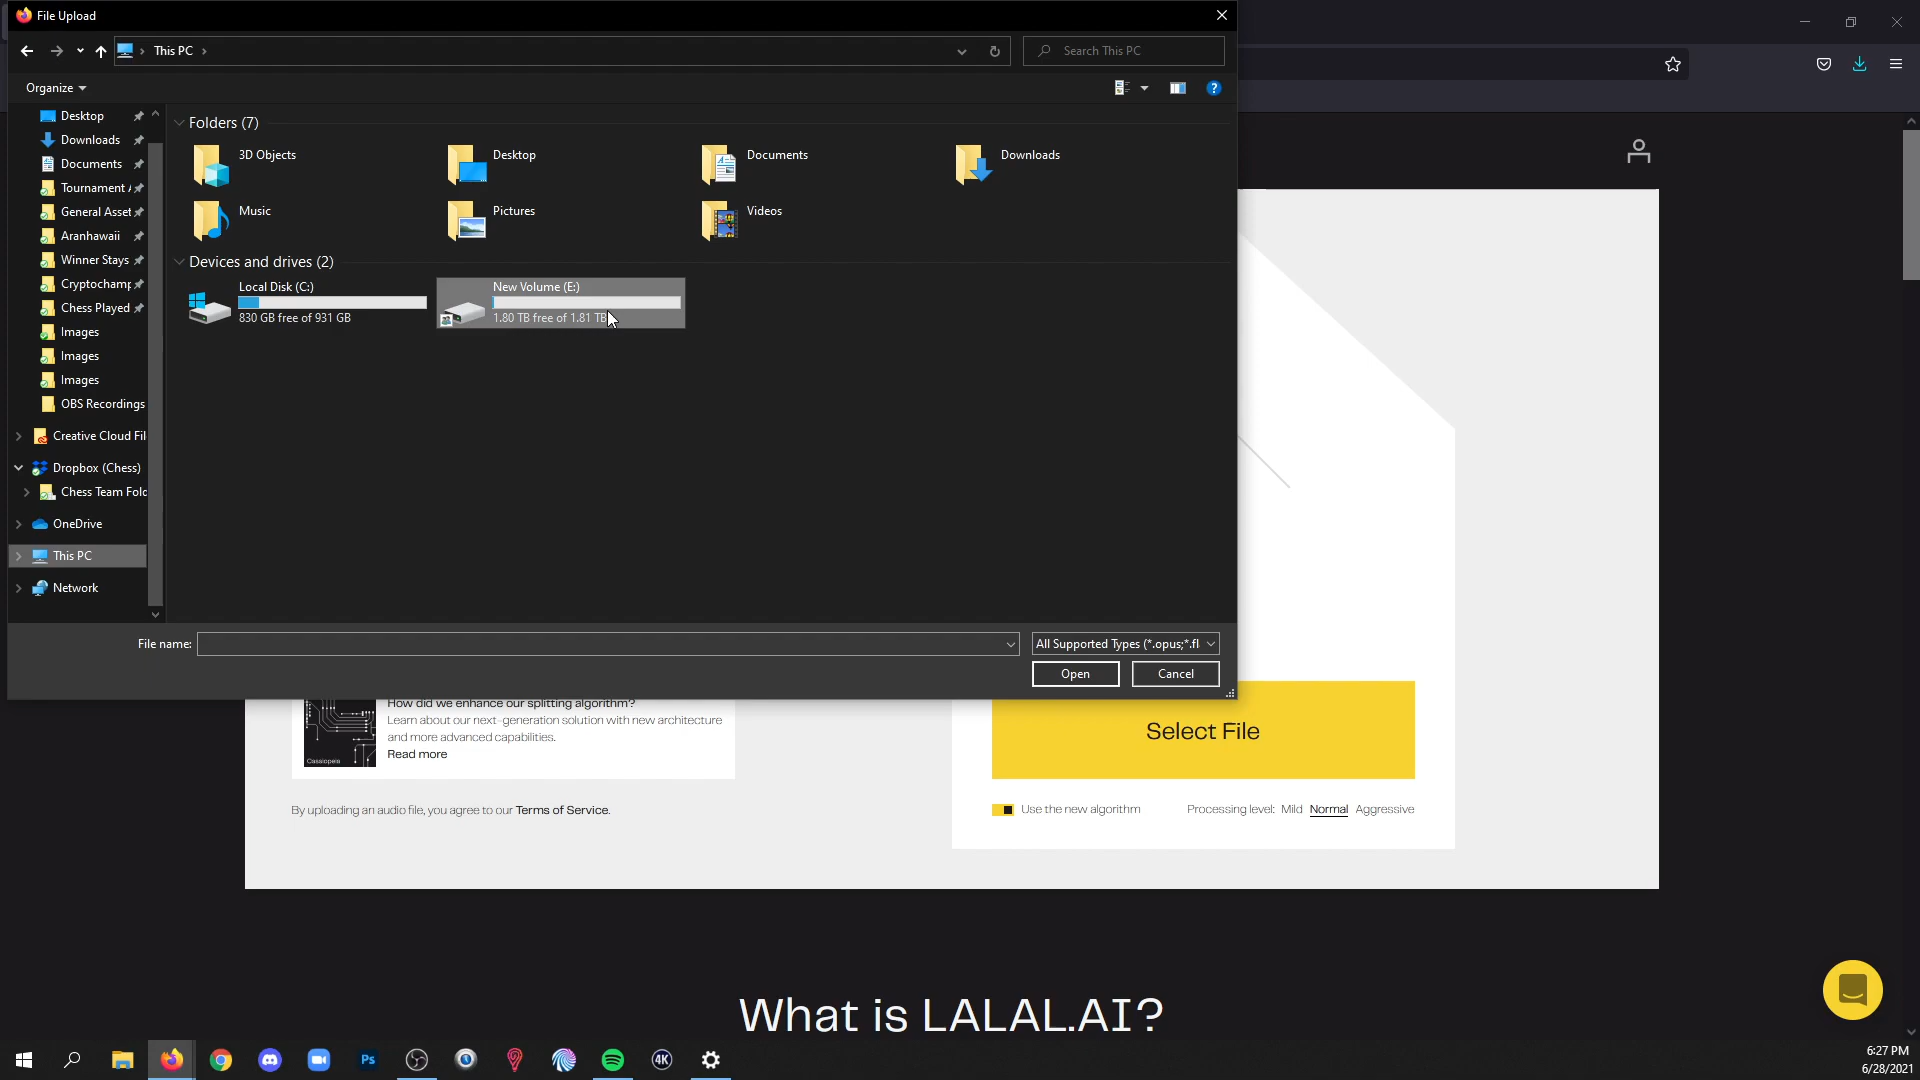 File Upload
This PC
Search This PC
Organize
Desktop
Downloads
Documents
Tournament A
General Asset
Aranhawaii
Winner Stays
Cryptochamp
Chess Played
Images
Images
Images
OBS Recordings
Creative Cloud Fil
Dropbox (Chess)
Chess Team Folc
OneDrive
This PC
Network
Folders (7)
3D Objects
Desktop
Documents
Downloads
Music
Pictures
Videos
Devices and drives (2)
Local Disk (C:)
830 GB free of 931 GB
New Volume (E:)
1.80 TB free of 1.81 TB
File name:
All Supported Types (*.opus;*.fl
Open
Cancel
How did we enhance our splitting algorithm?
Learn about our next-generation solution with new architecture
and more advanced capabilities.
Read more
Cassiopeia
By uploading an audio file, you agree to our Terms of Service.
Select File
Use the new algorithm
Processing level: Mild Normal Aggressive
What is LALAL.AI?
Ps
4K
6:27 PM
6/28/2021